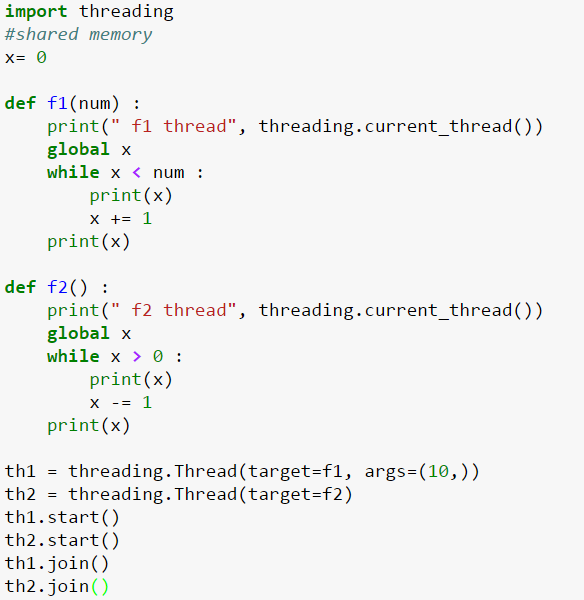 import threading
#shared memory
x= 0

def f1(num) :
    print(" f1 thread", threading.current_thread())
    global x
    while x < num :
        print(x)
        x += 1
    print(x)

def f2() :
    print(" f2 thread", threading.current_thread())
    global x
    while x > 0 :
        print(x)
        x -= 1
    print(x)

th1 = threading.Thread(target=f1, args=(10,))
th2 = threading.Thread(target=f2)
th1.start()
th2.start()
th1.join()
th2.join()